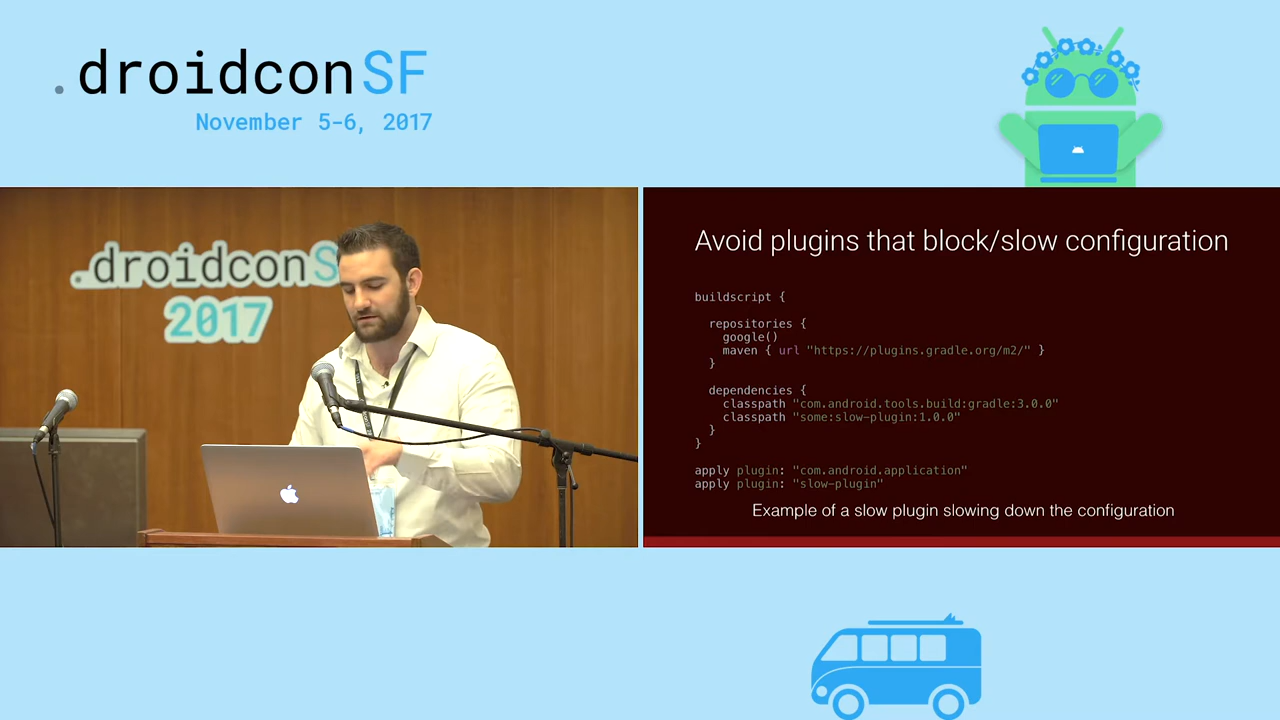 .droidconSF
November 5-6, 2017
.droidconS
2017
Avoid plugins that block/slow configuration
buildscript {
repositories {
google()
maven { url "https://plugins.gradle.org/m2/" }
}
dependencies {
classpath "com.android.tools.build:gradle:3.0.0"
classpath "some:slow-plugin:1.0.0"
}
}
apply plugin: "com.android.application"
apply plugin: "slow-plugin"
Example of a slow plugin slowing down the configuration